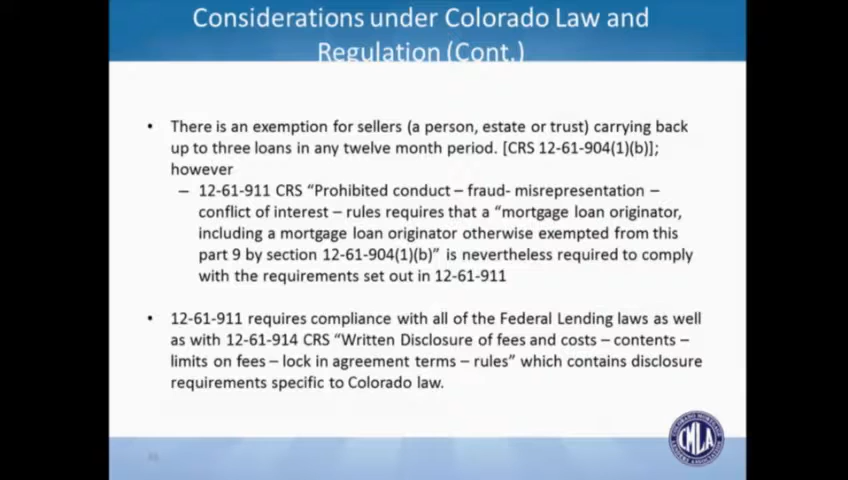 Considerations under Colorado Law and
Regulation (Cont.)
• There is an exemption for sellers (a person, estate or trust) carrying back
up to three loans in any twelve month period. [CRS 12-61-904(1)(b)];
however
– 12-61-911 CRS “Prohibited conduct – fraud- misrepresentation –
conflict of interest – rules requires that a “mortgage loan originator,
including a mortgage loan originator otherwise exempted from this
part 9 by section 12-61-904(1)(b)” is nevertheless required to comply
with the requirements set out in 12-61-911
• 12-61-911 requires compliance with all of the Federal Lending laws as well
as with 12-61-914 CRS “Written Disclosure of fees and costs – contents –
limits on fees – lock in agreement terms – rules” which contains disclosure
requirements specific to Colorado law.
CMLA